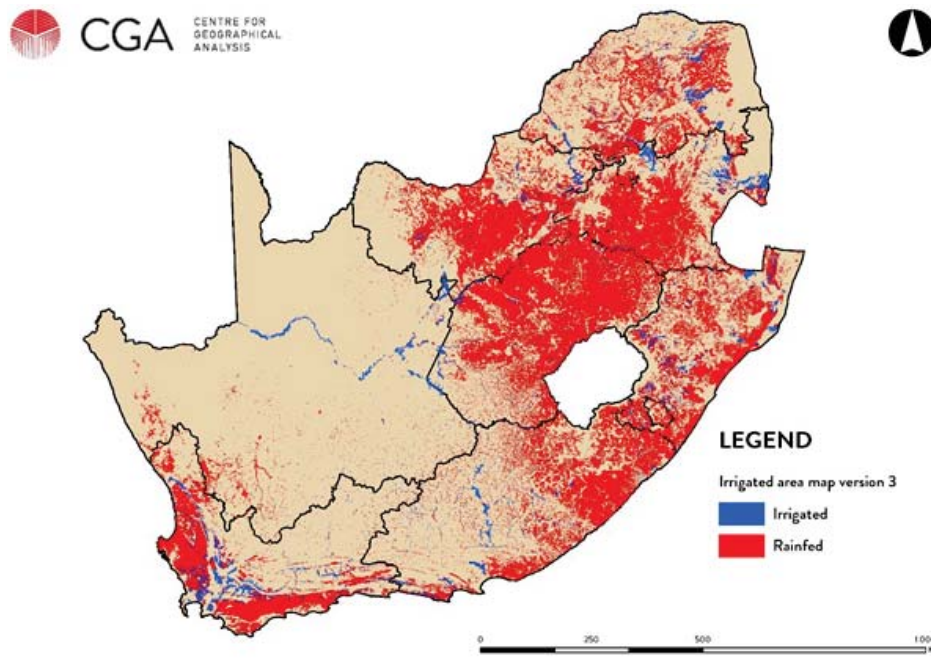 CGA
CENTRE FOR
GEOGRAPHICAL
ANALYSIS
LEGEND
Irrigated area map version 3
Irrigated
Rainfed
0 250 500